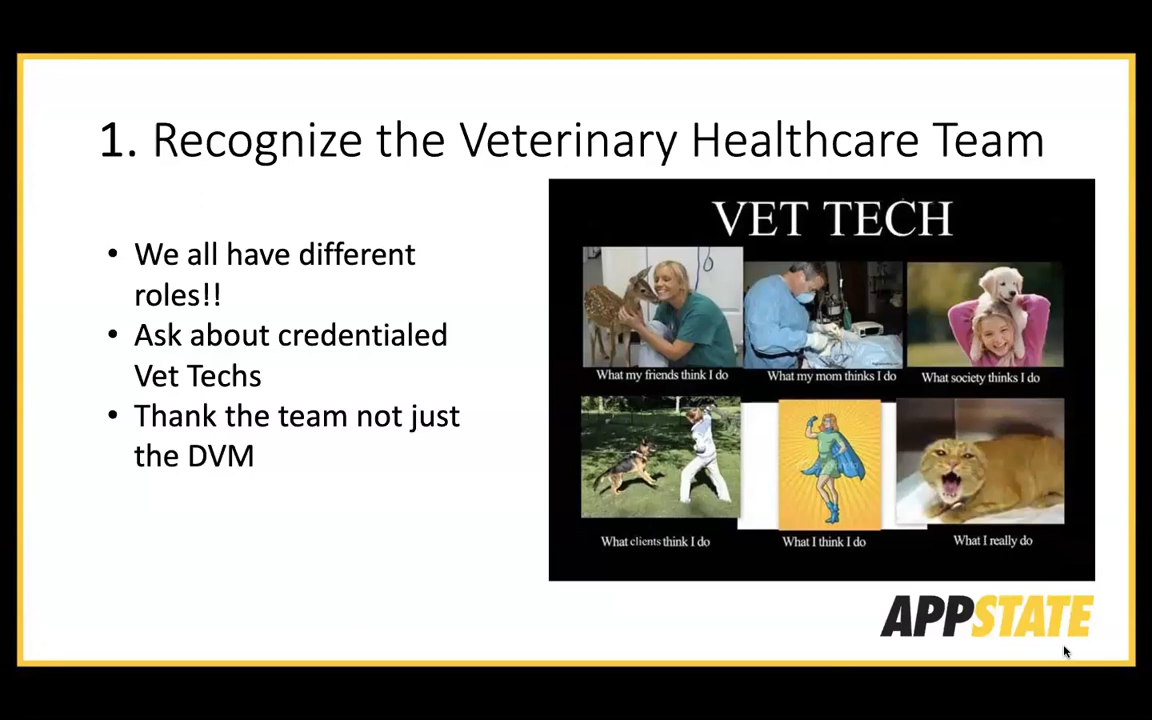 1. Recognize the Veterinary Healthcare Team
• We all have different
roles!!
• Ask about credentialed
Vet Techs
• Thank the team not just
the DVM
VET TECH
What my friends think I do
What my mom thinks I do
What society thinks I do
What clients think I do
What I think I do
What I really do
APPSTATE